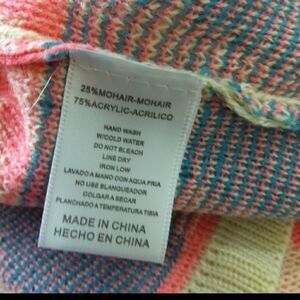 25%MOHAIR-MOHAIR
75%ACRYLIC-ACRILICO
HAND WASH
W/COLD WATER
DO NOT BLEACH
LINE DRY
IRON LOW
LAVADO A MANO CON AQUA FRIA
NO USE BLANQUEADOR
COLGAR A SECAR
PLANCHADO A TEMPERATURA TIBIA
MADE IN CHINA
HECHO EN CHINA